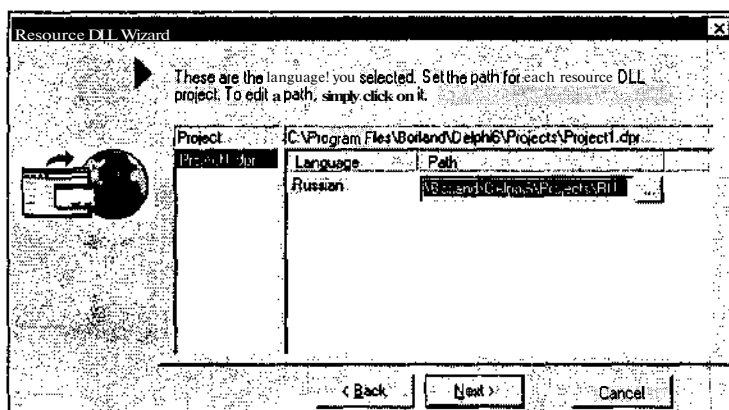 Resource DLL Wizard
These are the language! you selected. Set the path for each resource DLL
project. To edit a path, simply click on it.
Project
C:\Program Files\Borland\Delphi6\Projects\Project1.dpr
Project1.dpr
Language Path
Russian
...
< Back Next > Cancel